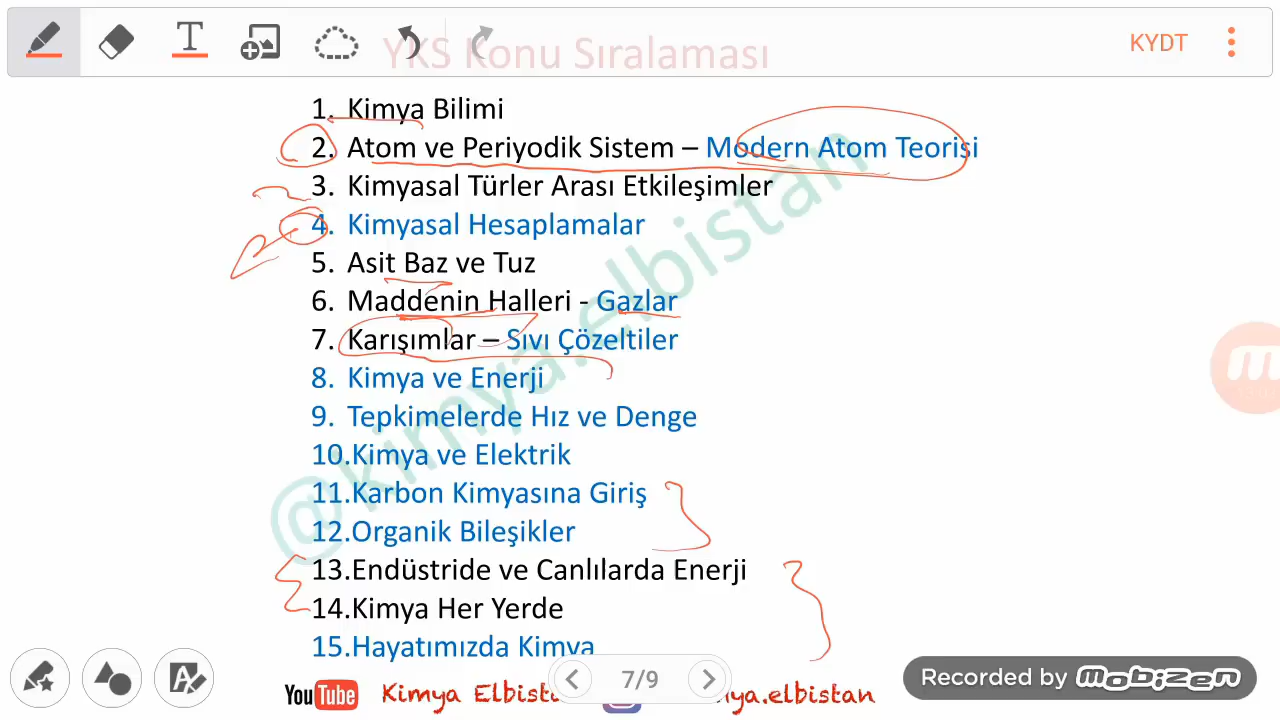 T
KYDT
YKS Konu Sıralaması
1. Kimya Bilimi
2. Atom ve Periyodik Sistem – Modern Atom Teorisi
3. Kimyasal Türler Arası Etkileşimler
4. Kimyasal Hesaplamalar
5. Asit Baz ve Tuz
6. Maddenin Halleri - Gazlar
7. Karışımlar – Sıvı Çözeltiler
8. Kimya ve Enerji
9. Tepkimelerde Hız ve Denge
10.Kimya ve Elektrik
11.Karbon Kimyasına Giriş
12.Organik Bileşikler
13.Endüstride ve Canlılarda Enerji
14.Kimya Her Yerde
15.Hayatımızda Kimya
@kimya.elbistan
7/9
Recorded by mobizen
YouTube Kimya